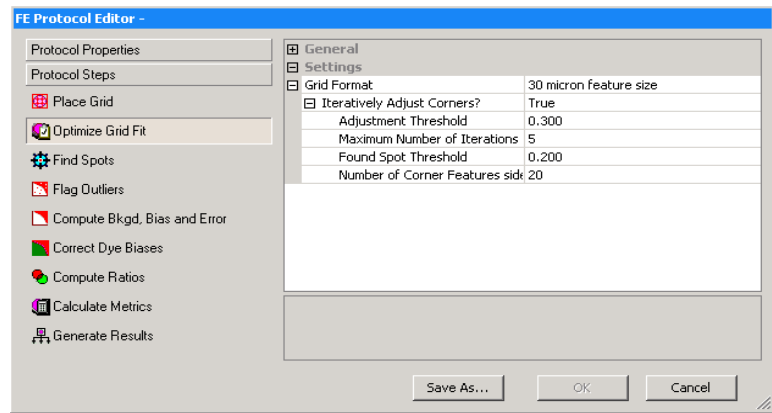 FE Protocol Editor -
Protocol Properties
Protocol Steps
Place Grid
Optimize Grid Fit
Find Spots
Flag Outliers
Compute Bkgd, Bias and Error
Correct Dye Biases
Compute Ratios
Calculate Metrics
Generate Results
General
Settings
Grid Format 30 micron feature size
Iteratively Adjust Corners? True
Adjustment Threshold 0.300
Maximum Number of Iterations 5
Found Spot Threshold 0.200
Number of Corner Features side 20
Save As... OK Cancel